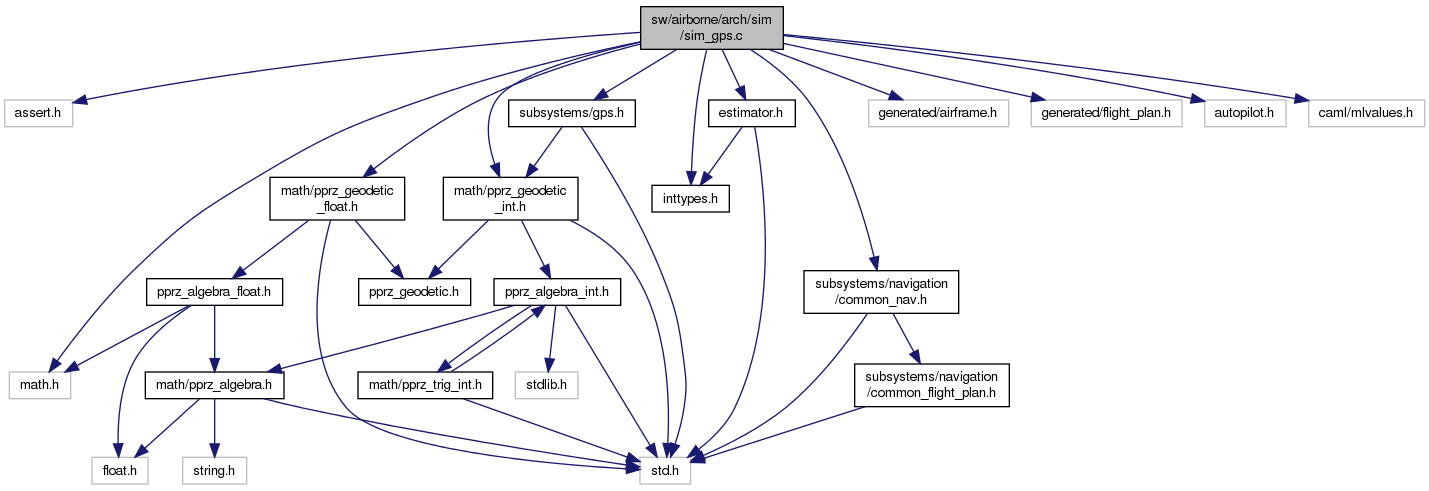 sw/airborne/arch/sim
/sim_gps.c
assert.h
subsystems/gps.h
estimator.h
generated/airframe.h
generated/flight_plan.h
autopilot.h
caml/mlvalues.h
math/pprz_geodetic
_float.h
math/pprz_geodetic
_int.h
inttypes.h
pprz_algebra_float.h
pprz_geodetic.h
pprz_algebra_int.h
subsystems/navigation
/common_nav.h
math.h
math/pprz_algebra.h
math/pprz_trig_int.h
stdlib.h
subsystems/navigation
/common_flight_plan.h
float.h
string.h
std.h